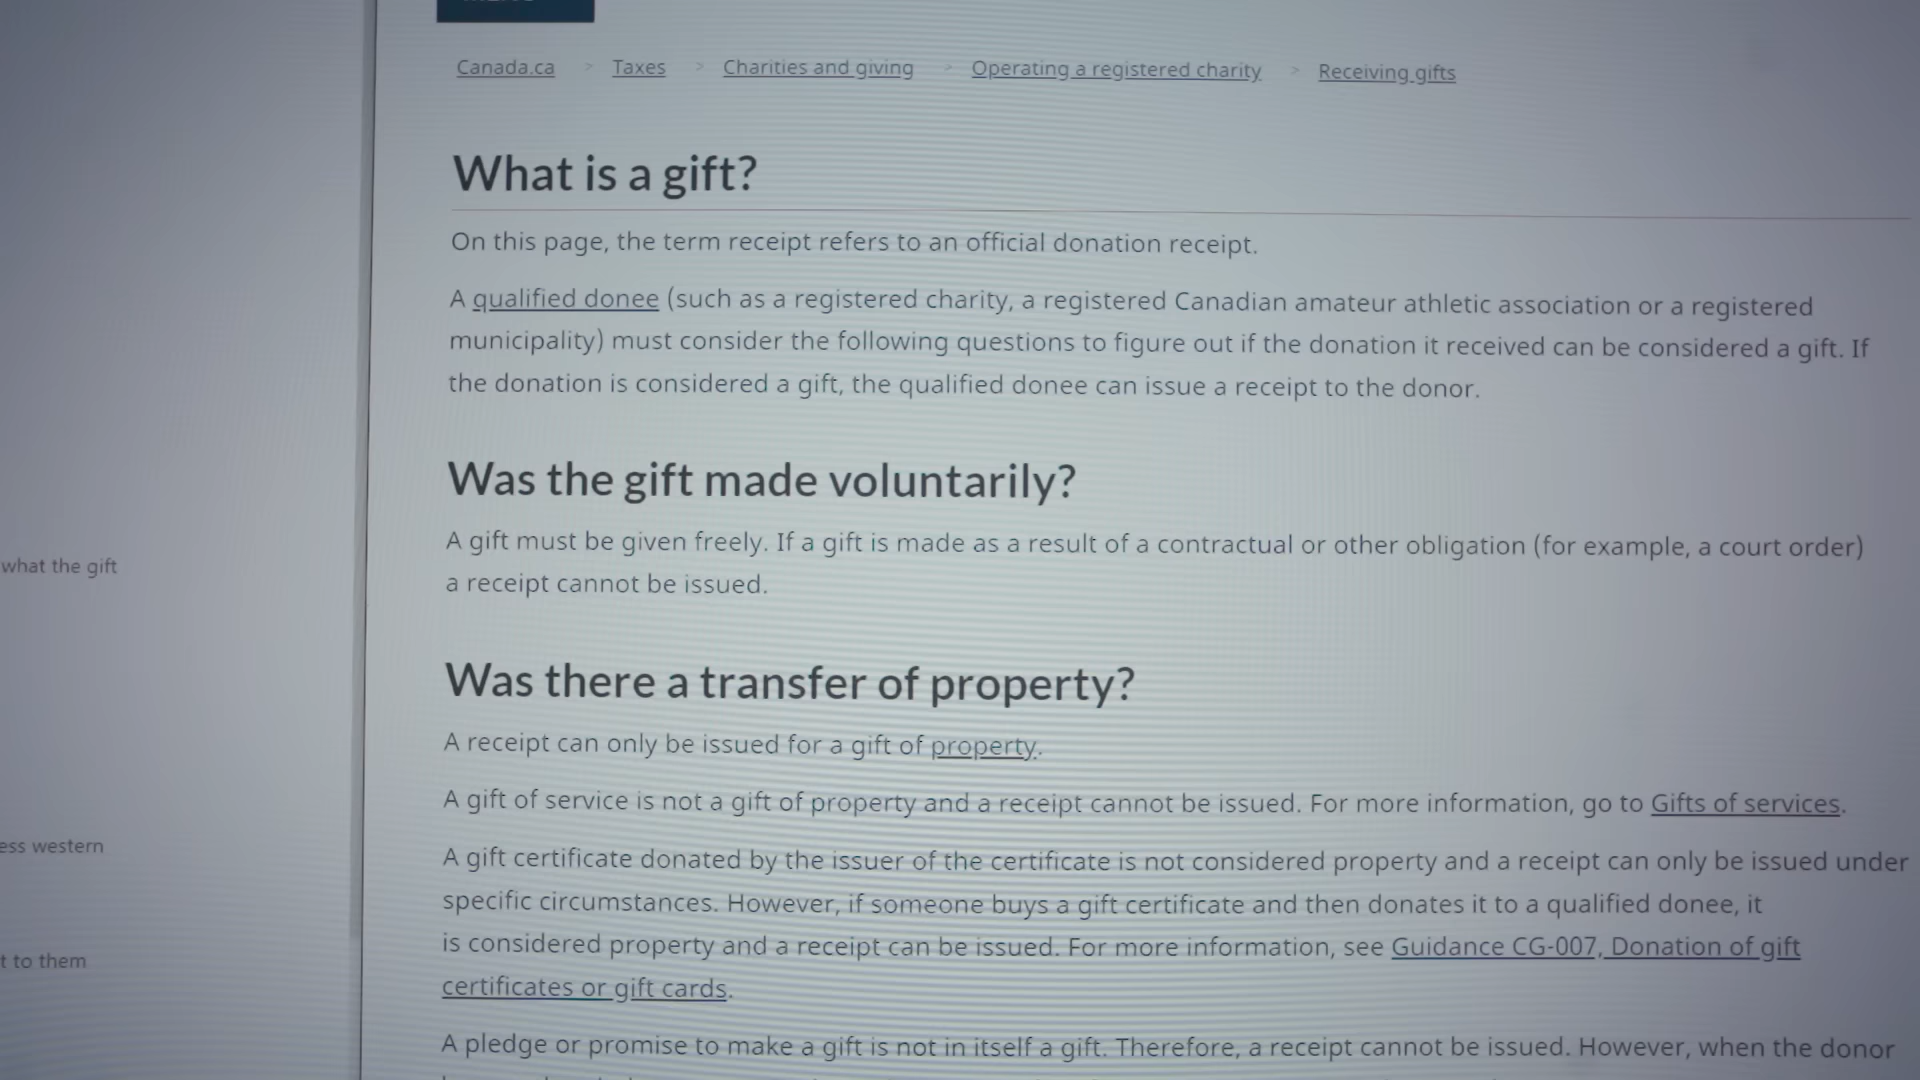 Canada.ca > Taxes > Charities and giving > Operating a registered charity > Receiving gifts
What is a gift?
On this page, the term receipt refers to an official donation receipt.
A qualified donee (such as a registered charity, a registered Canadian amateur athletic association or a registered
municipality) must consider the following questions to figure out if the donation it received can be considered a gift. If
the donation is considered a gift, the qualified donee can issue a receipt to the donor.
Was the gift made voluntarily?
A gift must be given freely. If a gift is made as a result of a contractual or other obligation (for example, a court order)
a receipt cannot be issued.
what the gift
Was there a transfer of property?
A receipt can only be issued for a gift of property.
A gift of service is not a gift of property and a receipt cannot be issued. For more information, go to Gifts of services.
ess western
A gift certificate donated by the issuer of the certificate is not considered property and a receipt can only be issued under
specific circumstances. However, if someone buys a gift certificate and then donates it to a qualified donee, it
is considered property and a receipt can be issued. For more information, see Guidance CG-007, Donation of gift
certificates or gift cards.
t to them
A pledge or promise to make a gift is not in itself a gift. Therefore, a receipt cannot be issued. However, when the donor